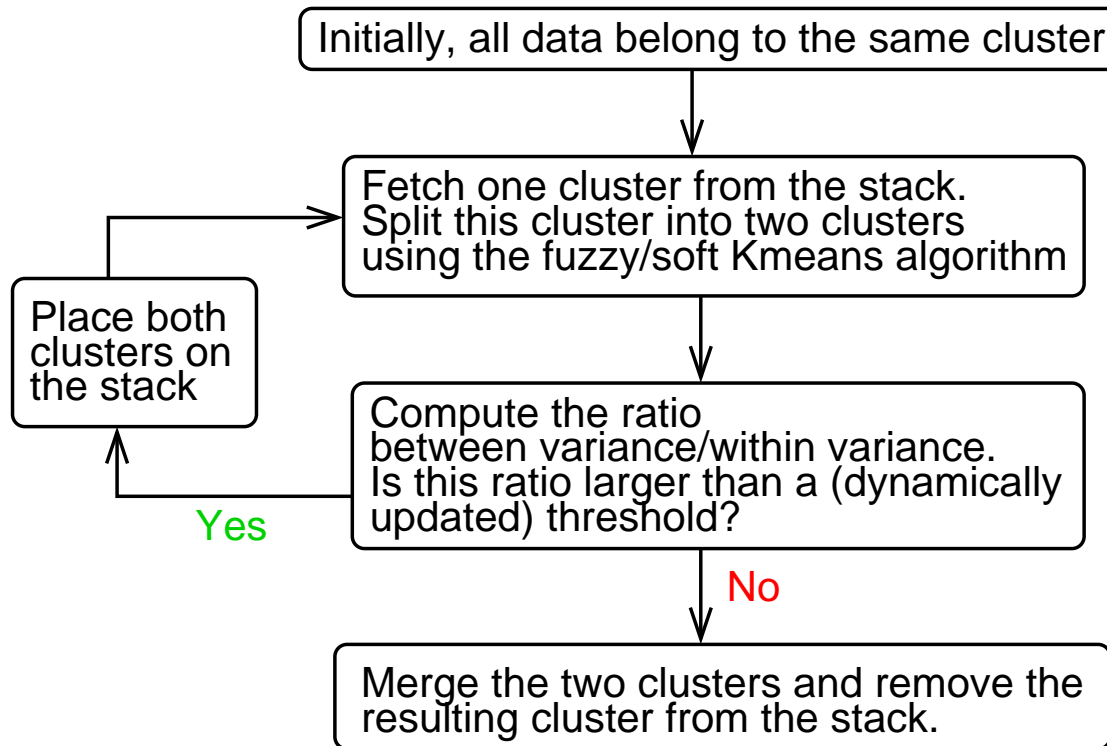 Initially, all data belong to the same cluster
Fetch one cluster from the stack.
Split this cluster into two clusters
using the fuzzy/soft Kmeans algorithm
Place both
clusters on
the stack
Compute the ratio
between variance/within variance.
Is this ratio larger than a (dynamically
updated) threshold?
Yes
No
Merge the two clusters and remove the
resulting cluster from the stack.